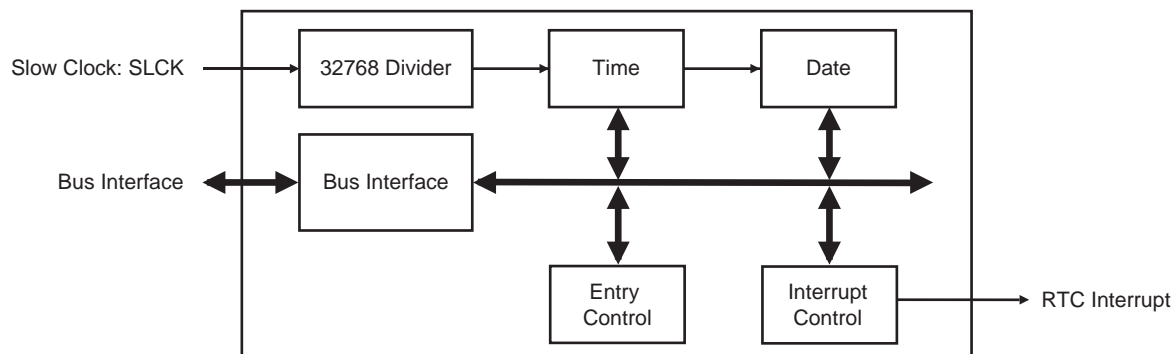 Slow Clock: SLCK
32768 Divider
Time
Date
Bus Interface
Bus Interface
Entry
Control
Interrupt
Control
RTC Interrupt